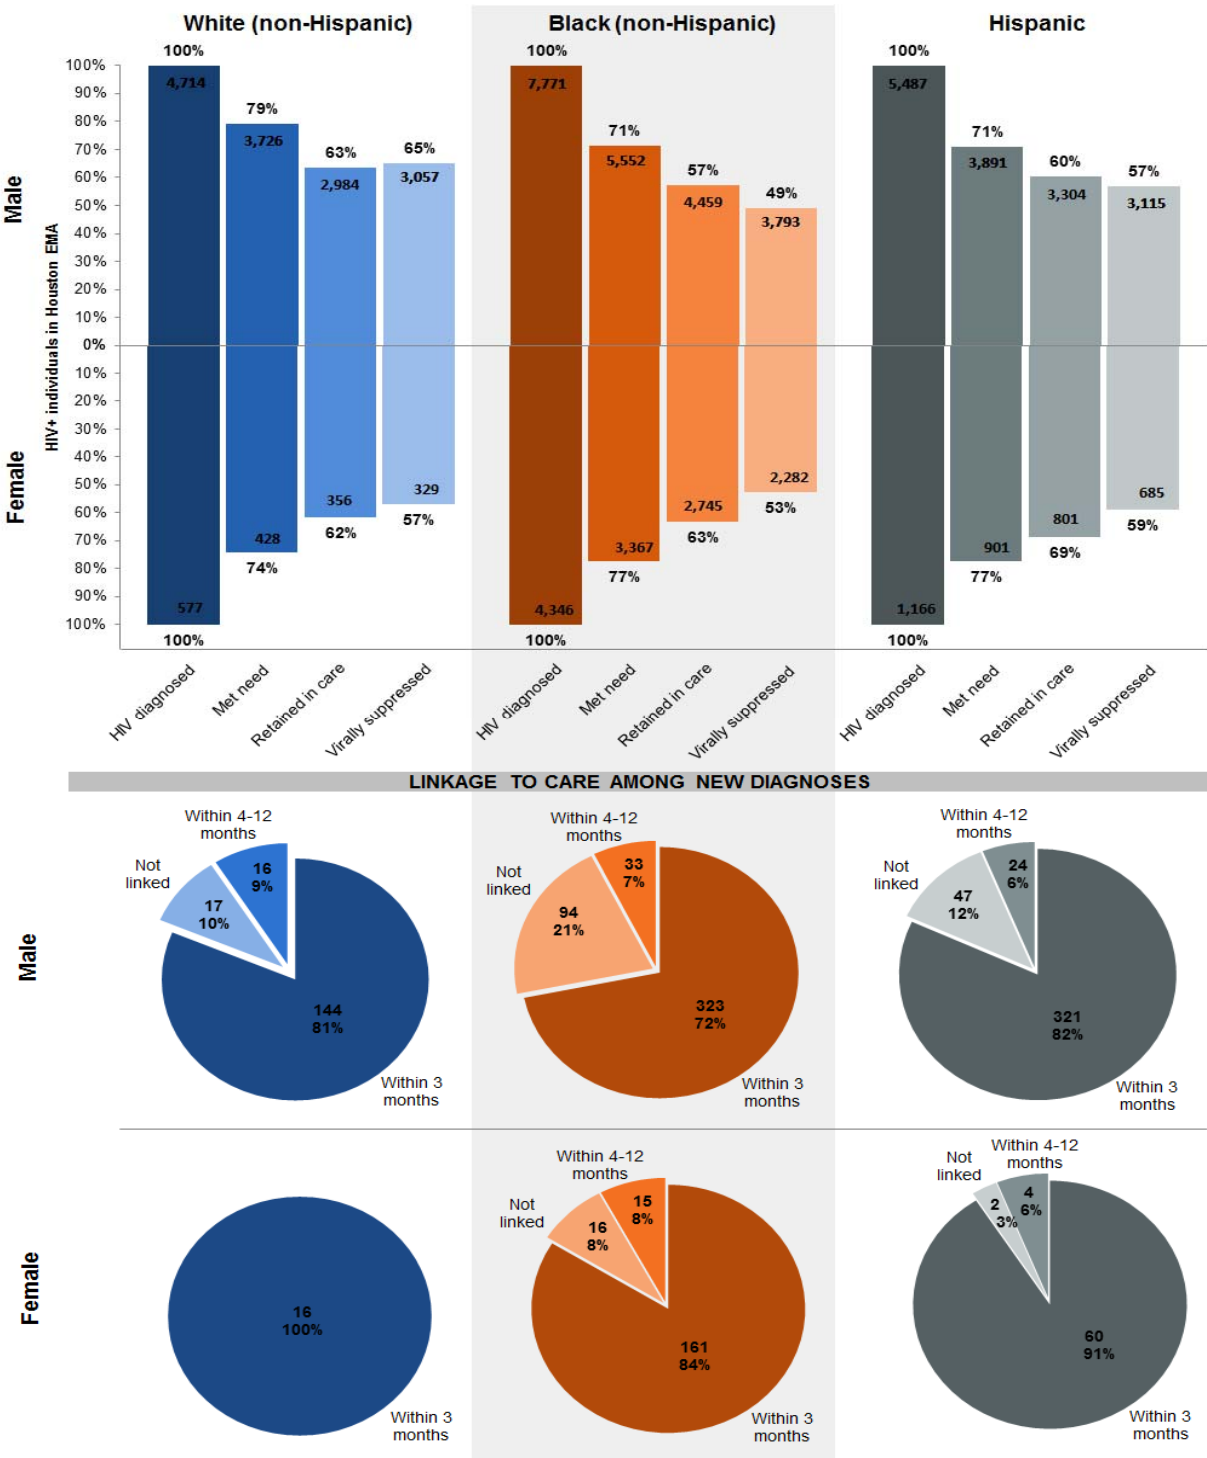 White (non-Hispanic)
Black (non-Hispanic)
Hispanic
Male
Female
HIV+ individuals in Houston EMA
100%
90%
80%
70%
60%
50%
40%
30%
20%
10%
0%
10%
20%
30%
40%
50%
60%
70%
80%
90%
100%
100%
4,714
79%
3,726
63%
2,984
65%
3,057
577
100%
428
74%
356
62%
329
57%
100%
7,771
71%
5,552
57%
4,459
49%
3,793
4,346
100%
3,367
77%
2,745
63%
2,282
53%
100%
5,487
71%
3,891
60%
3,304
57%
3,115
1,166
100%
901
77%
801
69%
685
59%
HIV diagnosed
Met need
Retained in care
Virally suppressed
HIV diagnosed
Met need
Retained in care
Virally suppressed
HIV diagnosed
Met need
Retained in care
Virally suppressed
LINKAGE TO CARE AMONG NEW DIAGNOSES
Male
Within 4-12
months
16
9%
Not
linked
17
10%
144
81%
Within 3
months
Within 4-12
months
33
7%
Not
linked
94
21%
323
72%
Within 3
months
Within 4-12
months
24
6%
Not
linked
47
12%
321
82%
Within 3
months
Female
16
100%
Within 3
months
Within 4-12
months
15
8%
Not
linked
16
8%
161
84%
Within 3
months
Within 4-12
months
4
6%
Not
linked
2
3%
60
91%
Within 3
months